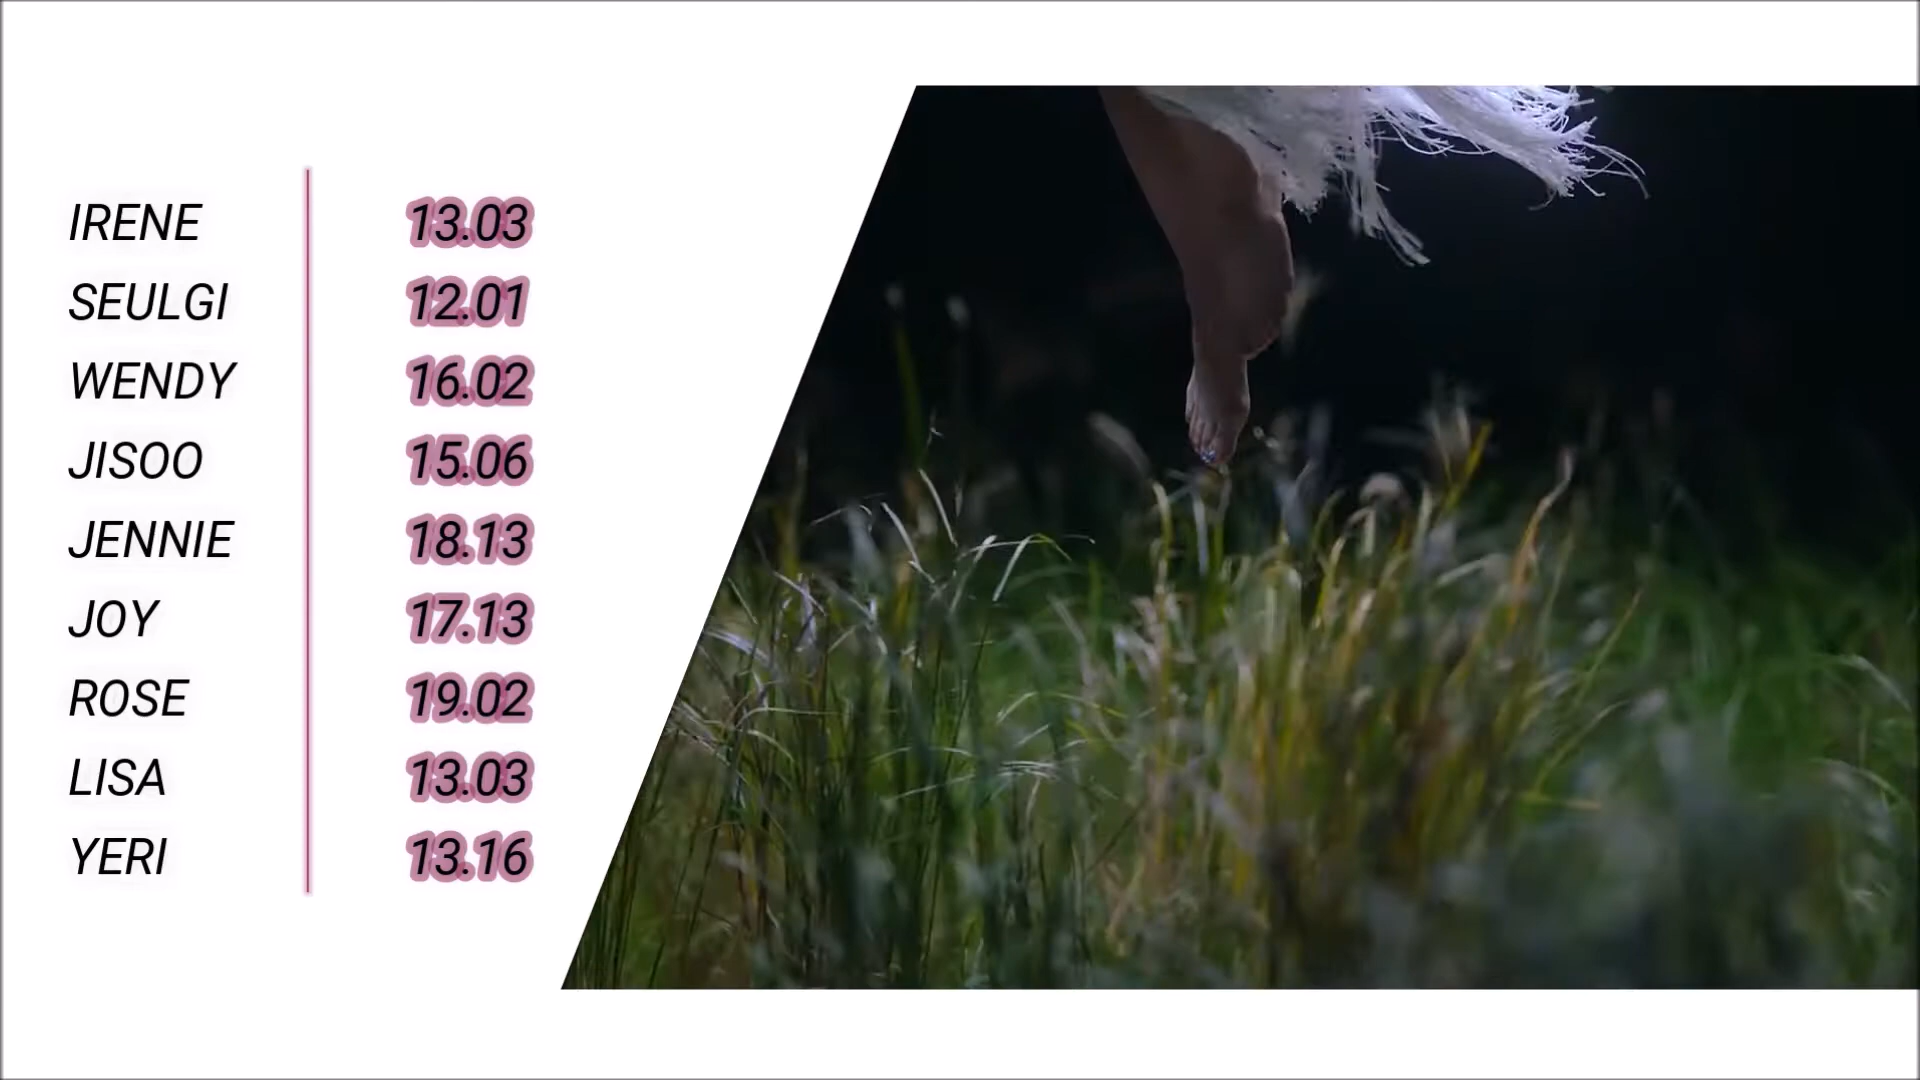 IRENE 13.03
SEULGI 12.01
WENDY 16.02
JISOO 15.06
JENNIE 18.13
JOY 17.13
ROSE 19.02
LISA 13.03
YERI 13.16